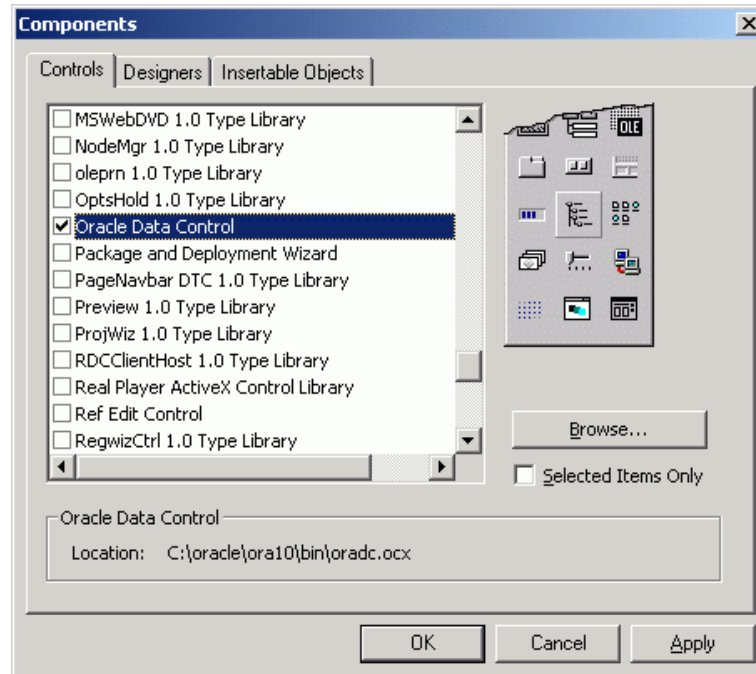 Components
Controls Designers Insertable Objects
MSWebDVD 1.0 Type Library
NodeMgr 1.0 Type Library
oleprn 1.0 Type Library
OptsHold 1.0 Type Library
Oracle Data Control
Package and Deployment Wizard
PageNavbar DTC 1.0 Type Library
Preview 1.0 Type Library
ProjWiz 1.0 Type Library
RDCClientHost 1.0 Type Library
Real Player ActiveX Control Library
Ref Edit Control
RegwizCtrl 1.0 Type Library
OLE
Browse...
Selected Items Only
Oracle Data Control
Location: C:\oracle\ora10\bin\oradc.ocx
OK Cancel Apply